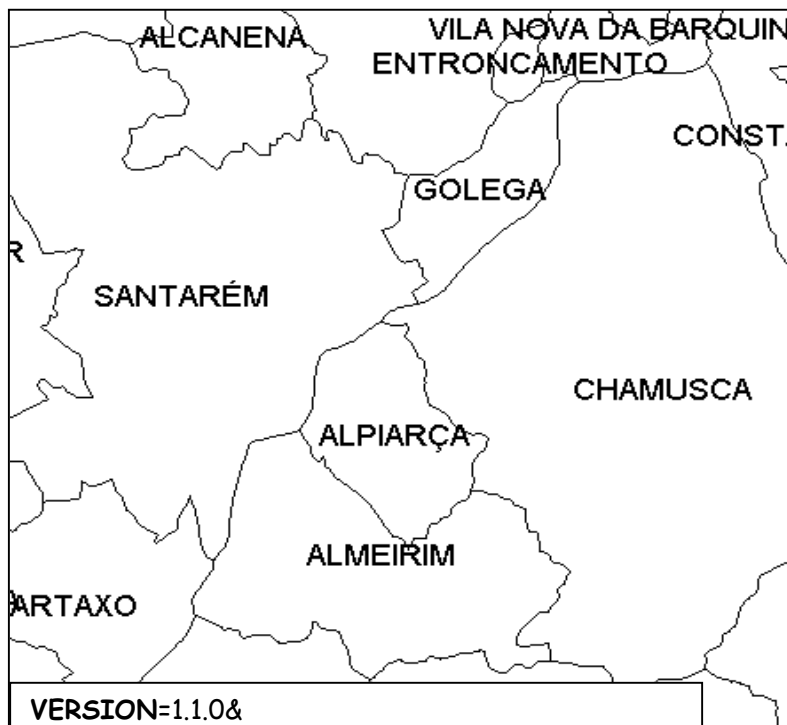 ALCANENA
VILA NOVA DA BARQUIN
ENTRONCAMENTO
CONST.
GOLEGA
R
SANTARÉM
CHAMUSCA
ALPIARÇA
ALMEIRIM
ARTAXO
VERSION=1.1.0&